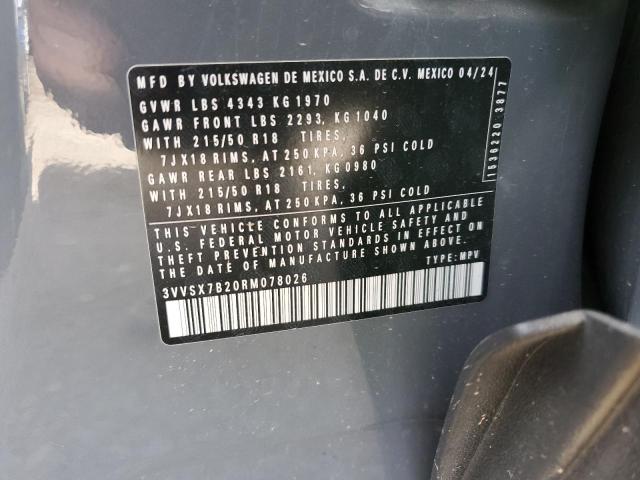 MFD BY VOLKSWAGEN DE MEXICO S.A. DE C.V. MEXICO 04/24
GVWR LBS 4343 KG 1970
GAWR FRONT LBS 2293, KG 1040
WITH 215/50 R18 TIRES,
7JX18 RIMS, AT 250 KPA, 36 PSI COLD
GAWR REAR LBS 2161, KG 0980
WITH 215/50 R18 TIRES,
7JX18 RIMS, AT 250 KPA, 36 PSI COLD
THIS VEHICLE CONFORMS TO ALL APPLICABLE
U.S. FEDERAL MOTOR VEHICLE SAFETY AND
THEFT PREVENTION STANDARDS IN EFFECT ON
THE DATE OF MANUFACTURE SHOWN ABOVE.
TYPE: MPV
3VVSX7B20RM078026
1536220 3877